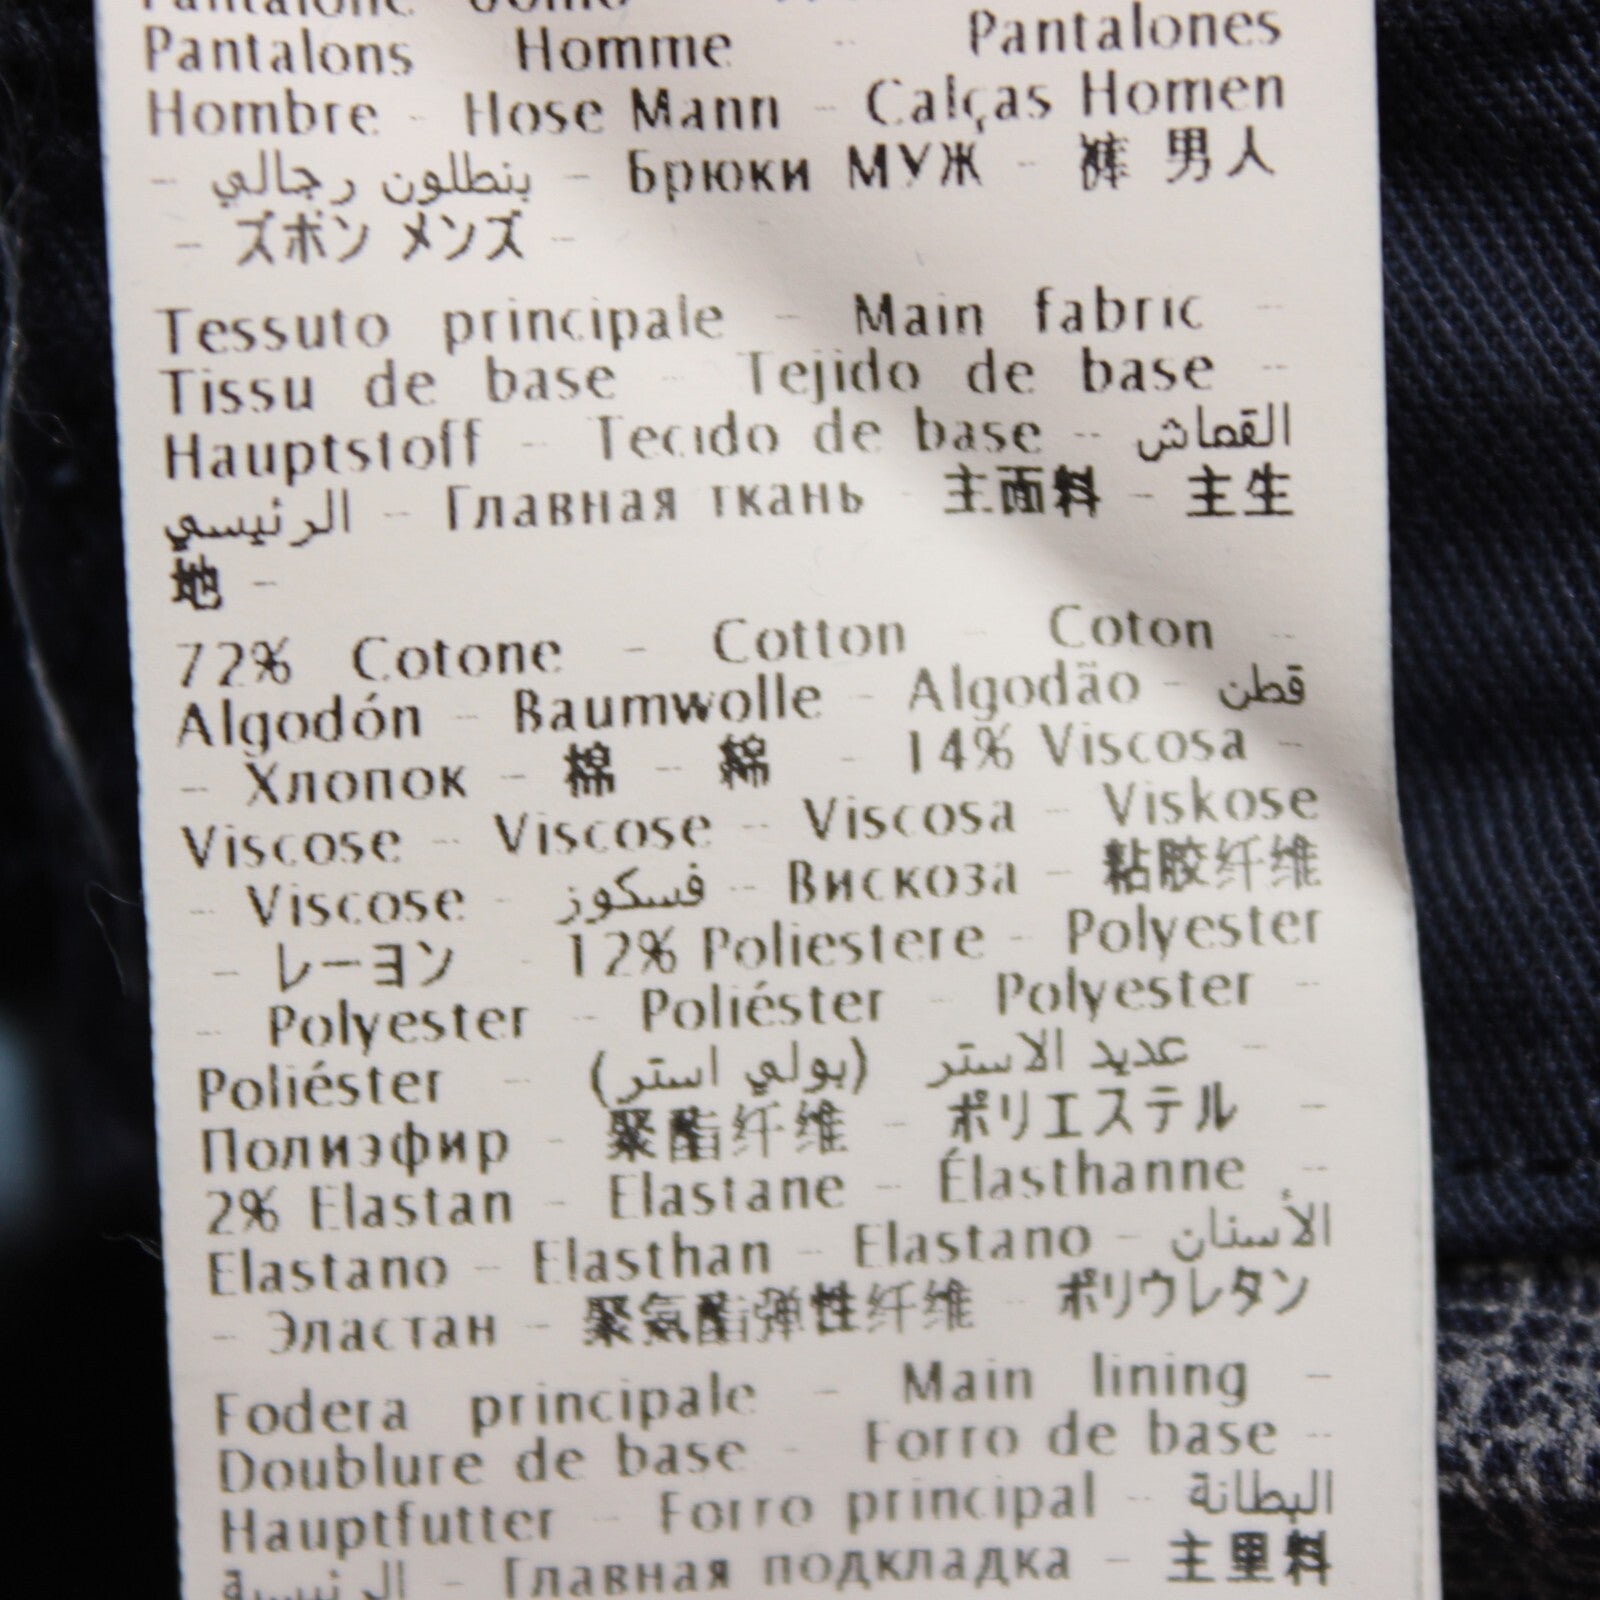 Pantalons Homme - Pantalones
Hombre - Hose Mann - Calças Homen
- بنطلون رجالي - Брюки МУЖ - 裤 男人
- ズボン メンズ -
Tessuto principale - Main fabric -
Tissu de base - Tejido de base -
Hauptstoff - Tecido de base - القماش
الرئيسي - Главная ткань - 主面料 - 主生
地 -
72% Cotone - Cotton - Coton -
Algodón - Baumwolle - Algodão - قطن
- Хлопок - 棉 - 綿 - 14% Viscosa -
Viscose - Viscose - Viscosa - Viskose
- Viscose - فسكوز - Вискоза - 粘胶纤维
- レーヨン - 12% Poliestere - Polyester
- Polyester - Poliéster - Polyester -
Poliéster - عديد الاستر (بولي استر) -
Полиэфир - 聚酯纤维 - ポリエステル -
2% Elastan - Elastane - Élasthanne -
Elastano - Elasthan - Elastano - الأستان
- Эластан - 聚氨酯弹性纤维 - ポリウレタン
Fodera principale - Main lining -
Doublure de base - Forro de base -
Hauptfutter - Forro principal - البطانة
الرئيسية - Главная подкладка - 主里料